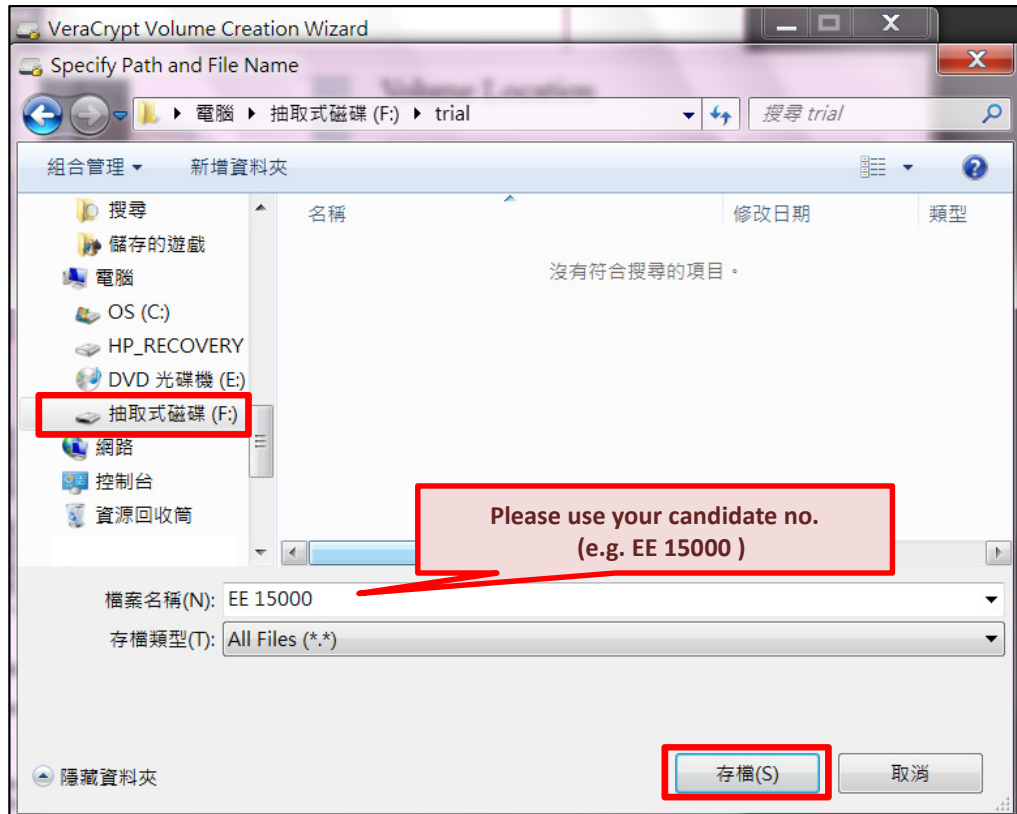 VeraCrypt Volume Creation Wizard
Specify Path and File Name
Volume Location
電腦 抽取式磁碟 (F:) trial
搜尋 trial
組合管理 新增資料夾
搜尋
儲存的遊戲
電腦
OS (C:)
HP_RECOVERY
DVD 光碟機 (E:)
抽取式磁碟 (F:)
網路
控制台
資源回收筒
名稱 修改日期 類型
沒有符合搜尋的項目。
Please use your candidate no.
(e.g. EE 15000 )
檔案名稱(N): EE 15000
存檔類型(T): All Files (*.*)
隱藏資料夾
存檔(S) 取消